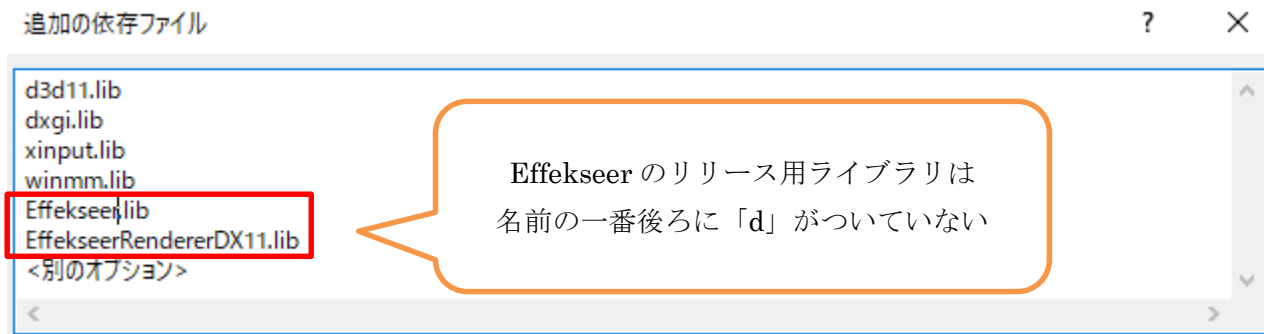 追加の依存ファイル
d3d11.lib
dxgi.lib
xinput.lib
winmm.lib
Effekseer.lib
EffekseerRendererDX11.lib
<別のオプション>
Effekseer のリリース用ライブラリは
名前の一番後ろに「d」がついていない